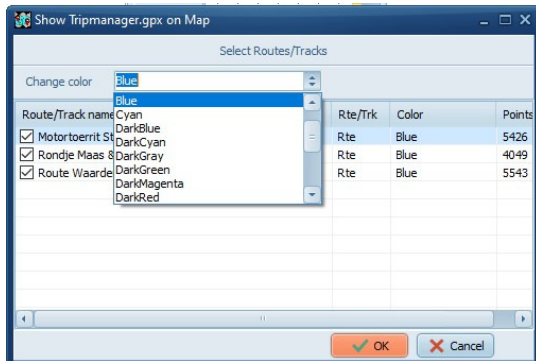 Show Tripmanager.gpx on Map
Select Routes/Tracks
Change color Blue
Blue
Route/Track name Cyan Rte/Trk Color Points
DarkBlue
Motortoerrit St DarkCyan Rte Blue 5426
Rondje Maas & DarkGray Rte Blue 4049
Route Waarde DarkGreen Rte Blue 5543
DarkMagenta
DarkRed
OK Cancel